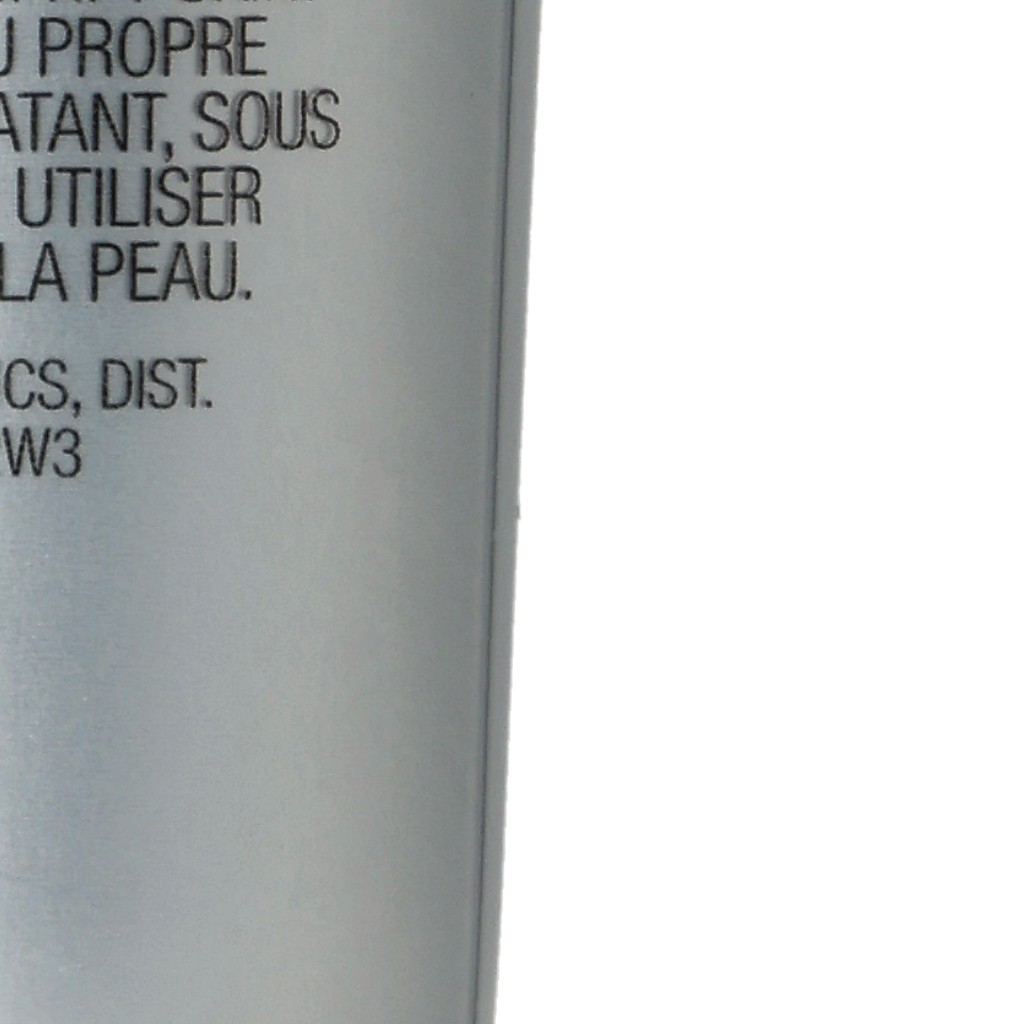 PROPRE
ATANT, SOUS
UTILISER
LA PEAU.
CS, DIST.
W3